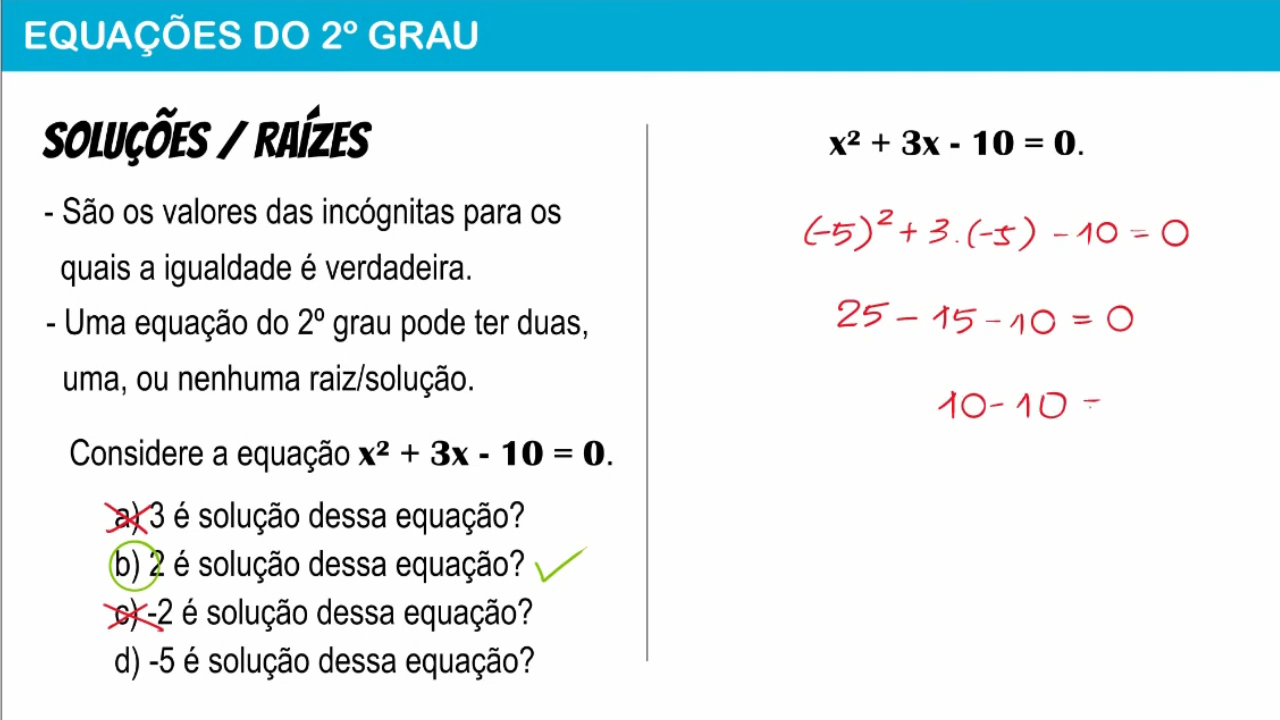 EQUAÇÕES DO 2º GRAU
SOLUÇÕES / RAÍZES
- São os valores das incógnitas para os
quais a igualdade é verdadeira.
- Uma equação do 2º grau pode ter duas,
uma, ou nenhuma raiz/solução.
Considere a equação x² + 3x - 10 = 0.
a) 3 é solução dessa equação?
b) 2 é solução dessa equação?
c) -2 é solução dessa equação?
d) -5 é solução dessa equação?
x² + 3x - 10 = 0.
(-5)² + 3.(-5) - 10 = 0
25 - 15 - 10 = 0
10 - 10 =